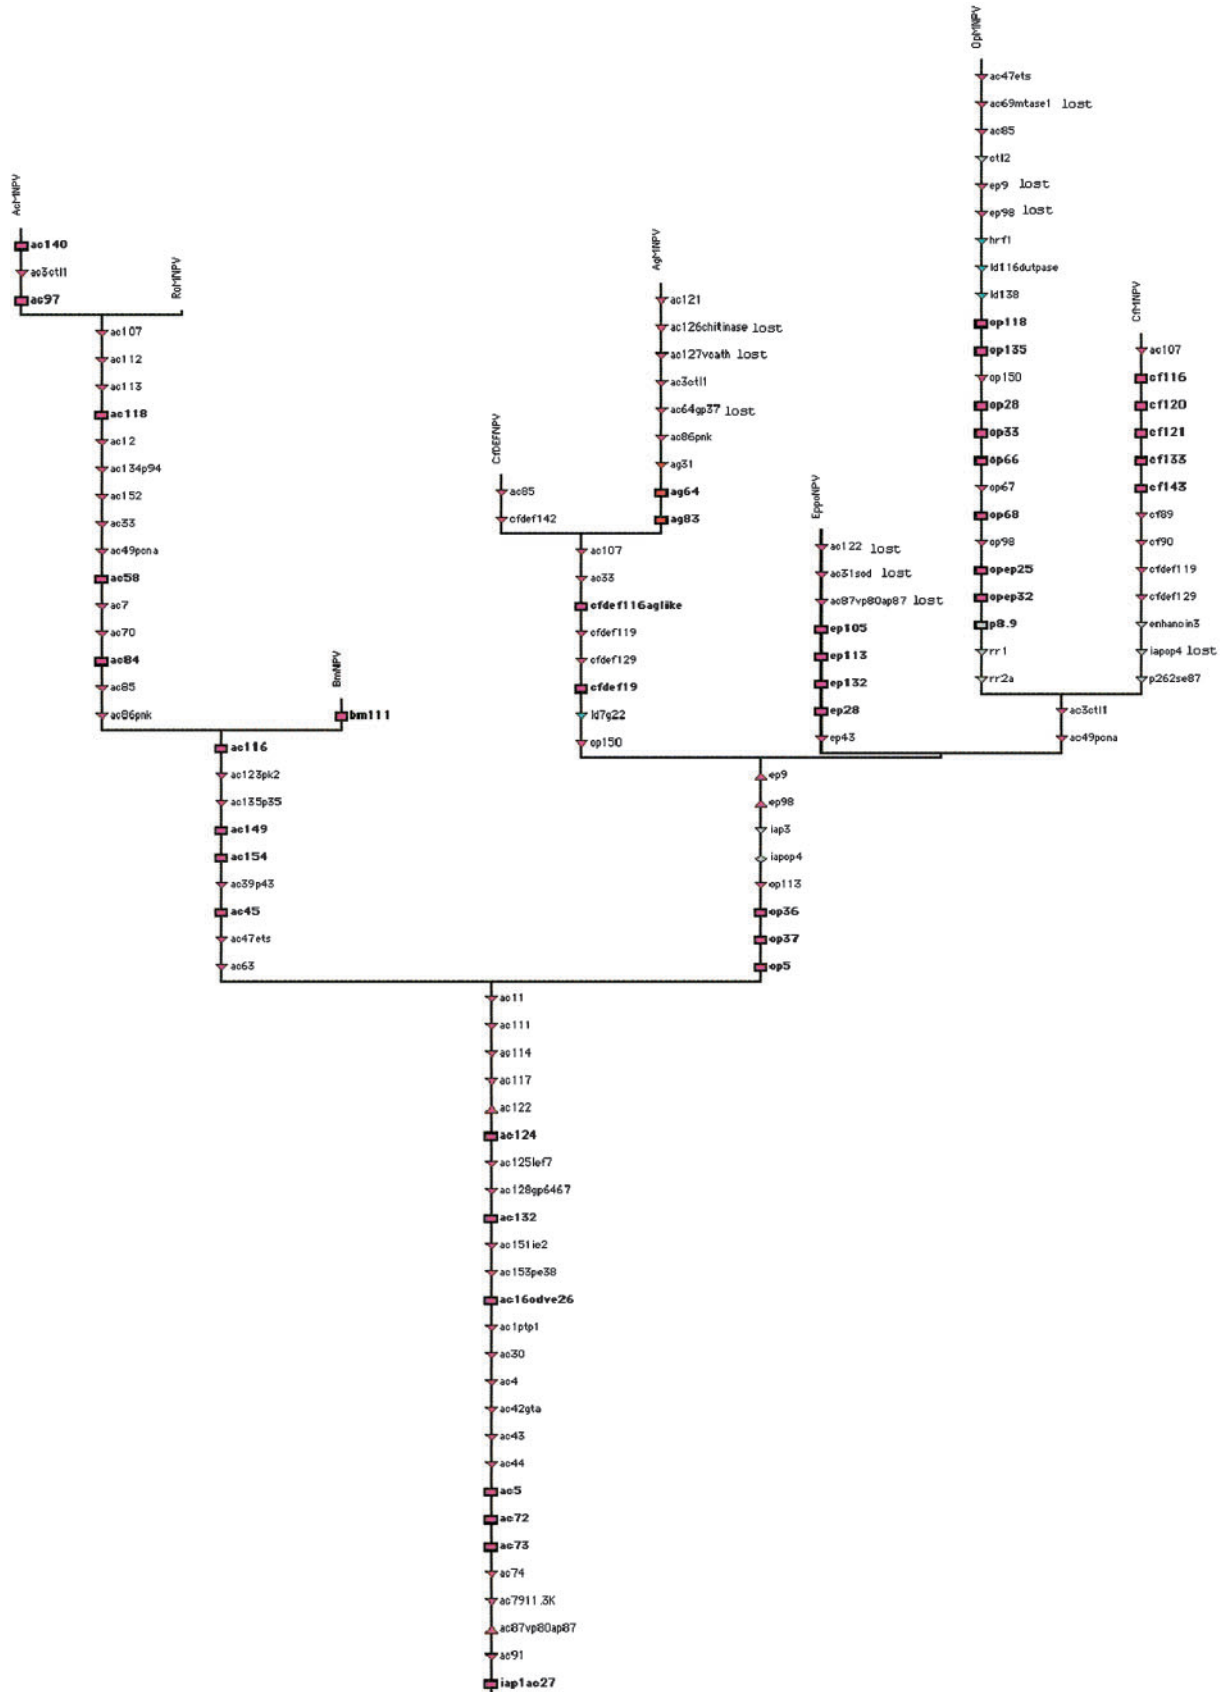 OpMNPV
ac47ets
ac69mtase1 lost
ac85
ctl2
ep9 lost
ep98 lost
hrf1
ld116dutpase
ld138
op118
op135
op150
op28
op33
op66
op67
op68
op98
opep25
opep32
p8.9
rr1
rr2a
CfMNPV
ac107
cf116
cf120
cf121
cf133
cf143
cf89
cf90
cfdef119
cfdef129
enhancin3
iapop4 lost
p262se87
ac3ctl1
ac49pcna
AcMNPV
ac140
ac3ctl1
ac97
RoMNPV
ac107
ac112
ac113
ac118
ac12
ac134p94
ac152
ac33
ac49pcna
ac58
ac7
ac70
ac84
ac85
ac86pnk
BmNPV
bm111
ac116
ac123pk2
ac135p35
ac149
ac154
ac39p43
ac45
ac47ets
ac63
AgMNPV
ac121
ac126chitinase lost
ac127vcath lost
ac3ctl1
ac64gp37 lost
ac86pnk
ag31
ag64
ag83
CfDEFNPV
ac85
cfdef142
ac107
ac33
cfdef116aglike
cfdef119
cfdef129
cfdef19
ld7g22
op150
EppoNPV
ac122 lost
ac31sod lost
ac87vp80ap87 lost
ep105
ep113
ep132
ep28
ep43
ep9
ep98
iap3
iapop4
op113
op36
op37
op5
ac11
ac111
ac114
ac117
ac122
ac124
ac125lef7
ac128gp6467
ac132
ac151ie2
ac153pe38
ac16odve26
ac1ptp1
ac30
ac4
ac42gta
ac43
ac44
ac5
ac72
ac73
ac74
ac7911.3K
ac87vp80ap87
ac91
iap1ac27